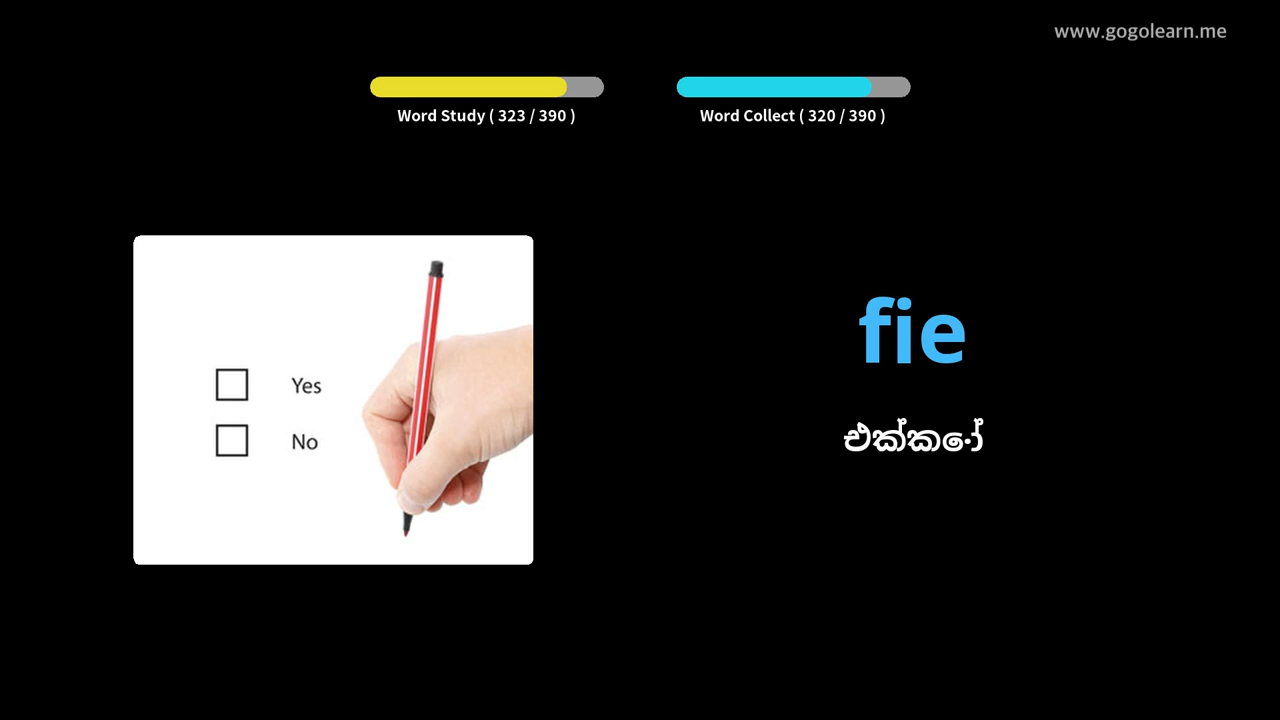 www.gogolearn.me
Word Study ( 323 / 390 )
Word Collect ( 320 / 390 )
Yes
No
fie
එක්කෝ